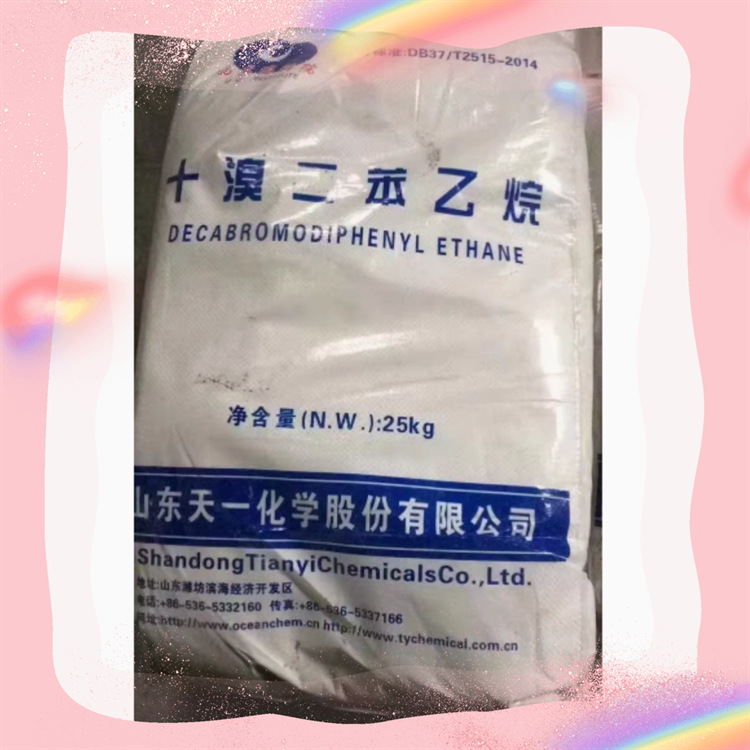 标准:DB37/T2515-2014
十溴二苯乙烷
DECABROMODIPHENYL ETHANE
净含量(N.W.):25kg
山东天一化学股份有限公司
ShandongTianyiChemicalsCo.,Ltd.
地址:山东潍坊滨海经济开发区
电话:+86-536-5332160 传真:+86-536-5337166
网址:http://www.oceanchem.cn http://www.tychemical.com.cn